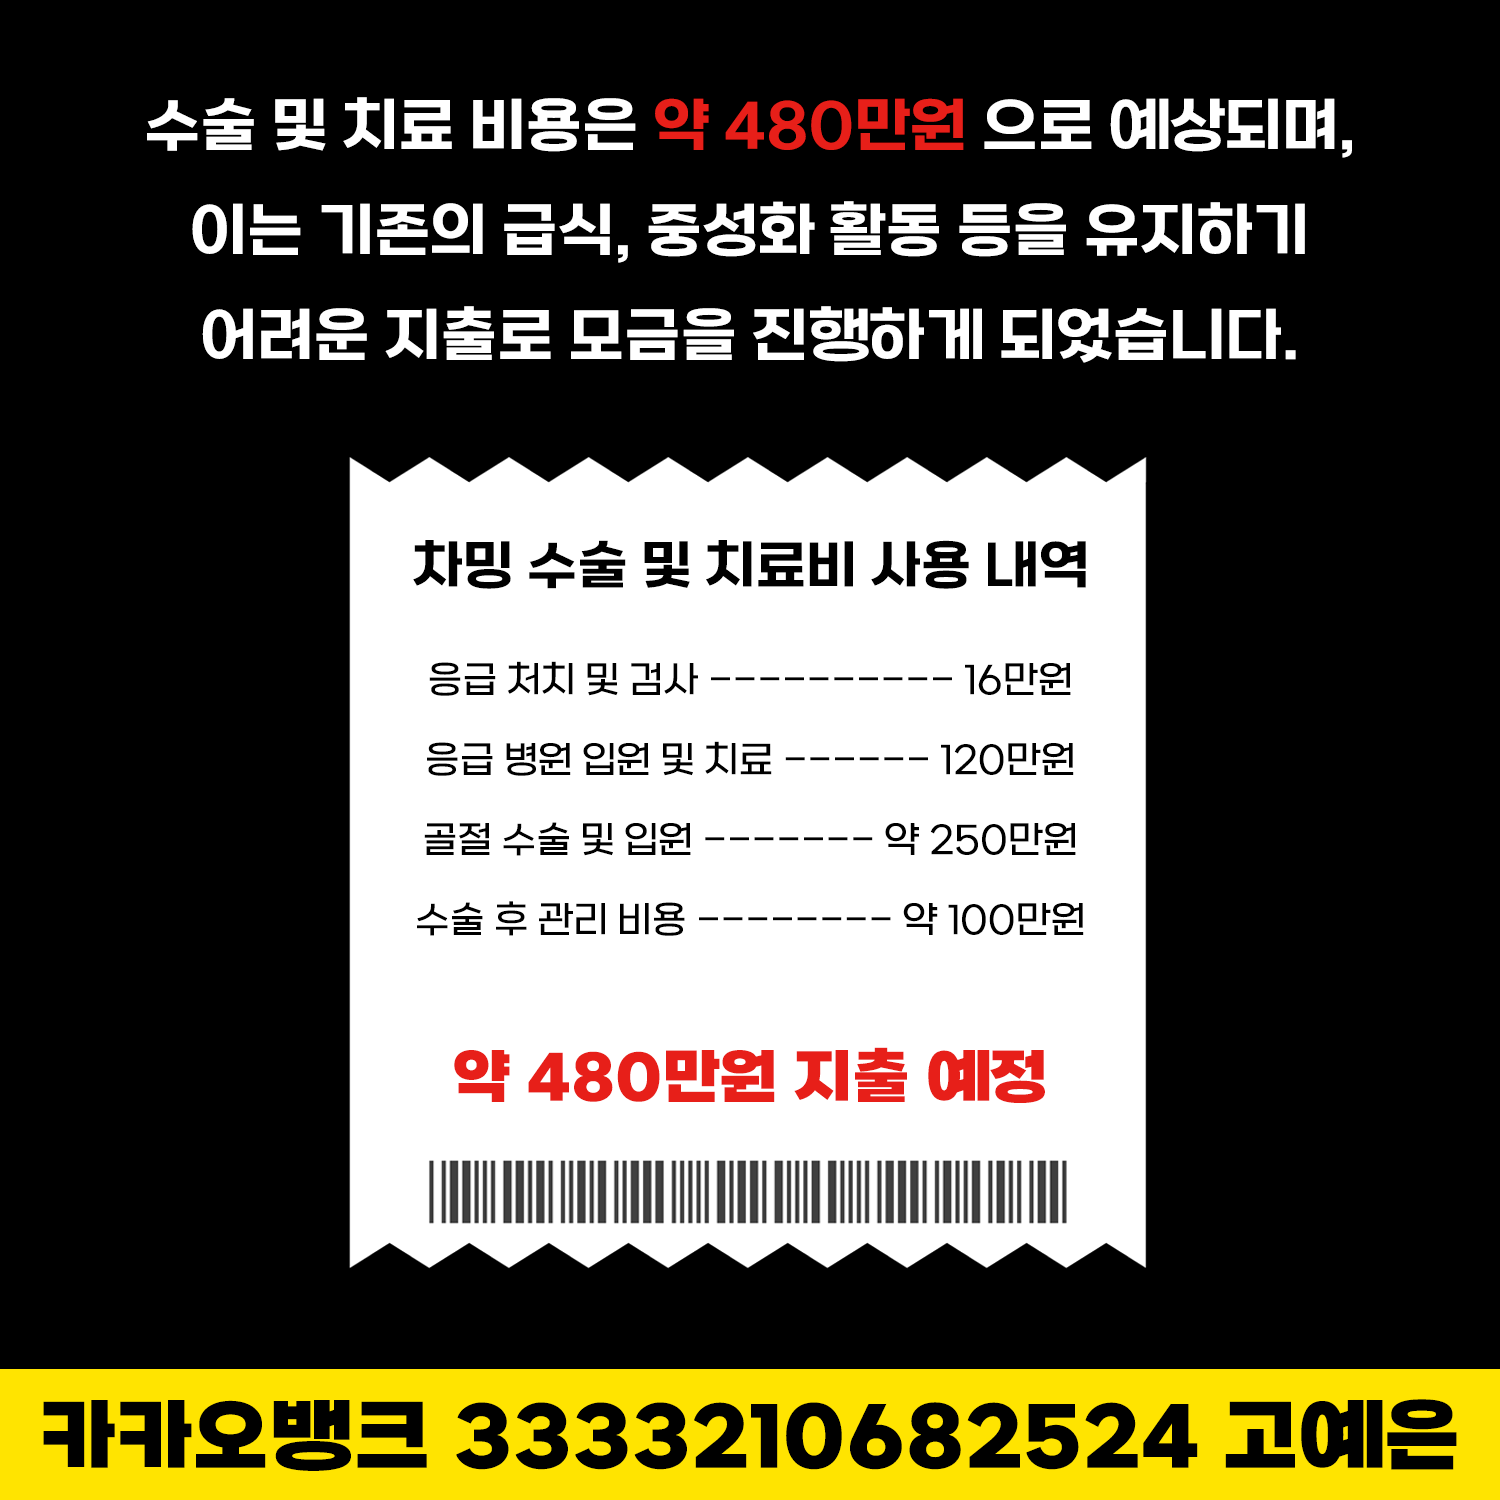 수술 및 치료 비용은 약 480만원 으로 예상되며,
이는 기존의 급식, 중성화 활동 등을 유지하기
어려운 지출로 모금을 진행하게 되었습니다.
차밍 수술 및 치료비 사용 내역
응급 처치 및 검사 ---------- 16만원
응급 병원 입원 및 치료 ------ 120만원
골절 수술 및 입원 ------- 약 250만원
수술 후 관리 비용 -------- 약 100만원
약 480만원 지출 예정
카카오뱅크 3333210682524 고예은